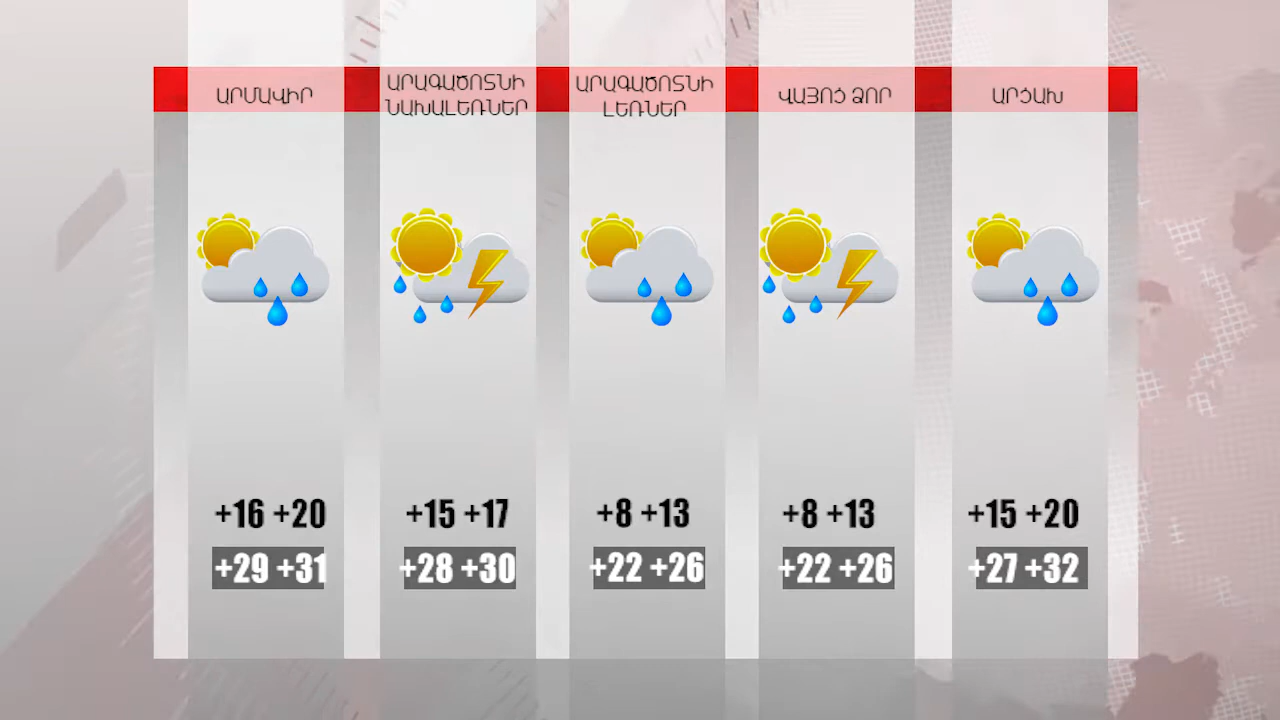 ԱՐՄԱՎԻՐ
ԱՐԱԳԱԾՈՏՆԻ
ՆԱԽԱԼԵՌՆԵՐ
ԱՐԱԳԱԾՈՏՆԻ
ԼԵՌՆԵՐ
ՎԱՅՈՑ ՁՈՐ
ԱՐՑԱԽ
+16 +20
+15 +17
+8 +13
+8 +13
+15 +20
+29 +31
+28 +30
+22 +26
+22 +26
+27 +32